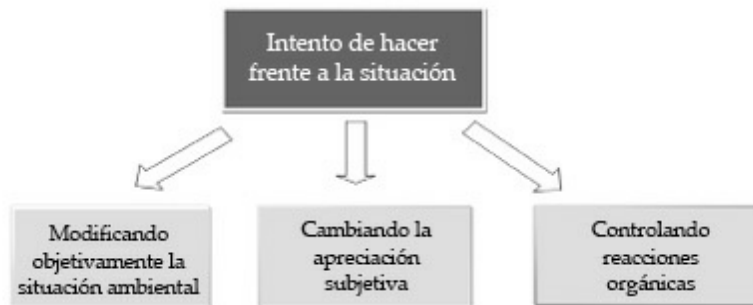 Intento de hacer
frente a la situación
Modificando
objetivamente la
situación ambiental
Cambiando la
apreciación
subjetiva
Controlando
reacciones
orgánicas